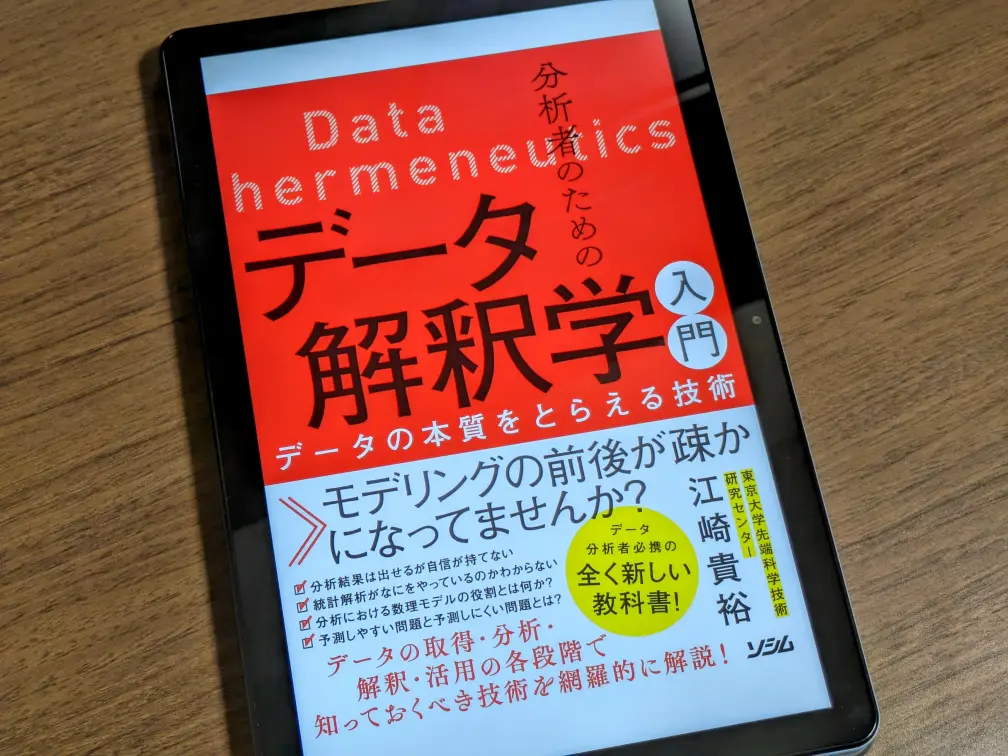 Data
hermeneutics
分析者のための
データ
解釈学
入門
データの本質をとらえる技術
モデリングの前後が疎か
になってませんか?
分析結果は出せるが自信が持てない
統計解析がなにをやっているのかわからない
分析における数理モデルの役割とは何か?
予測しやすい問題と予測しにくい問題とは?
データ
分析者必携の
全く新しい
教科書!
東京大学先端科学技術
研究センター
江崎貴裕
データの取得・分析・
解釈・活用の各段階で
知っておくべき技術を網羅的に解説!
ソシム